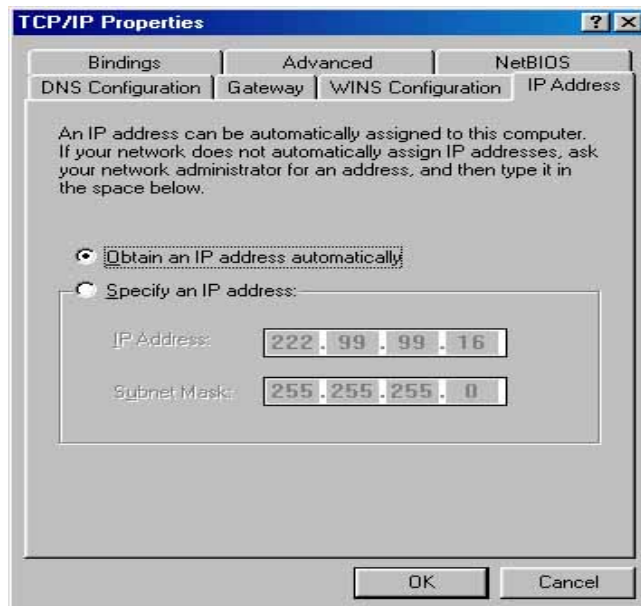 TCP/IP Properties
Bindings
Advanced
NetBIOS
DNS Configuration
Gateway
WINS Configuration
IP Address
An IP address can be automatically assigned to this computer.
If your network does not automatically assign IP addresses, ask
your network administrator for an address, and then type it in
the space below.
Obtain an IP address automatically
Specify an IP address:
IP Address: 222 . 99 . 99 . 16
Subnet Mask: 255 . 255 . 255 . 0
OK
Cancel